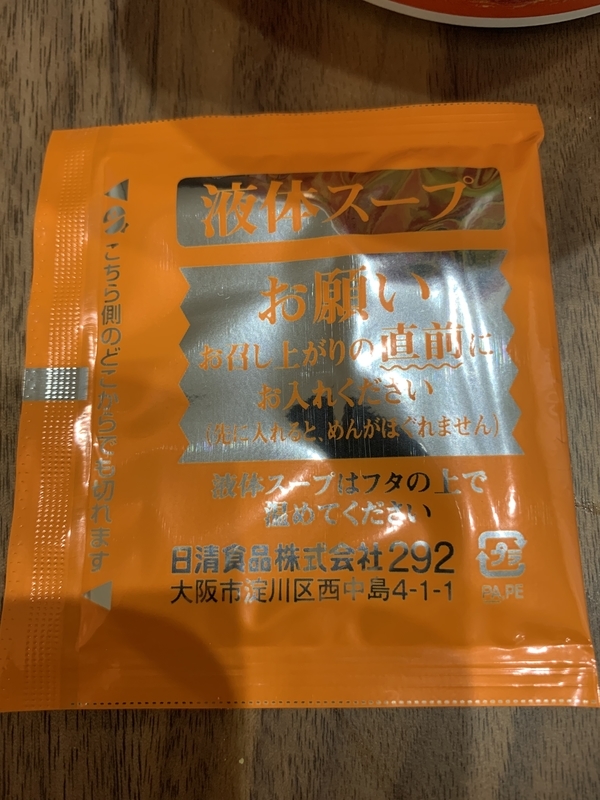 液体スープ
お願い
お召し上がりの直前に
お入れください
(先に入れると、めんがほぐれません)
液体スープはフタの上で
温めてください
日清食品株式会社292
大阪市淀川区西中島4-1-1
プラ
PA,PE
こちら側のどこからでも切れます